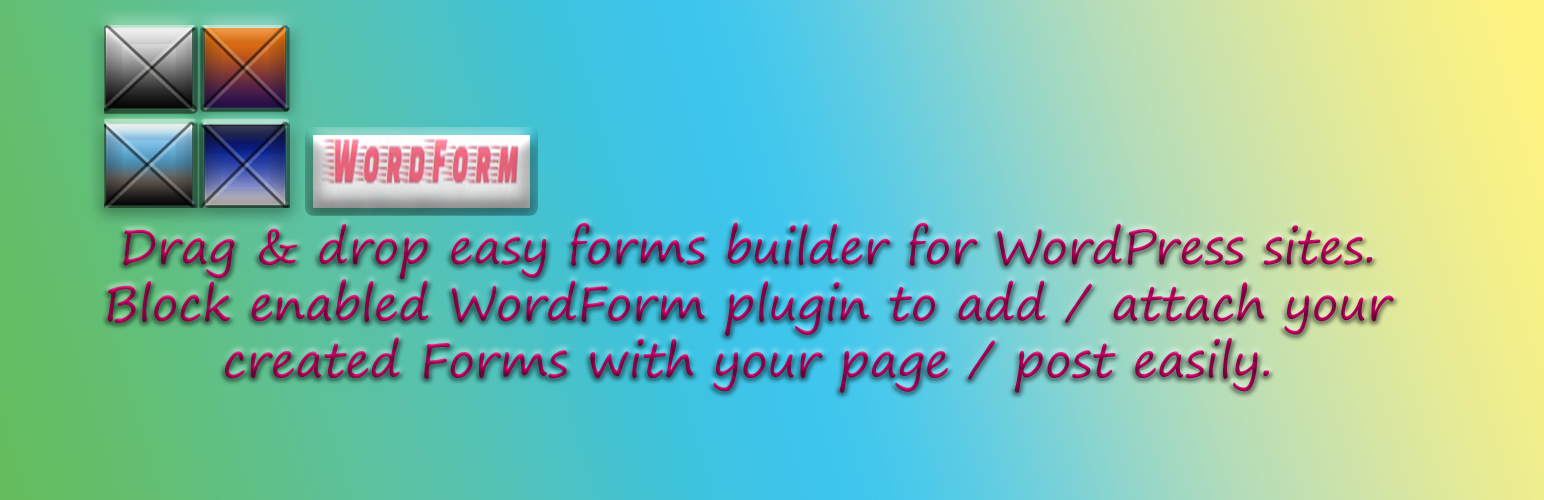 WordForm
Drag & drop easy forms builder for WordPress sites.
Block enabled WordForm plugin to add / attach your
created Forms with your page / post easily.